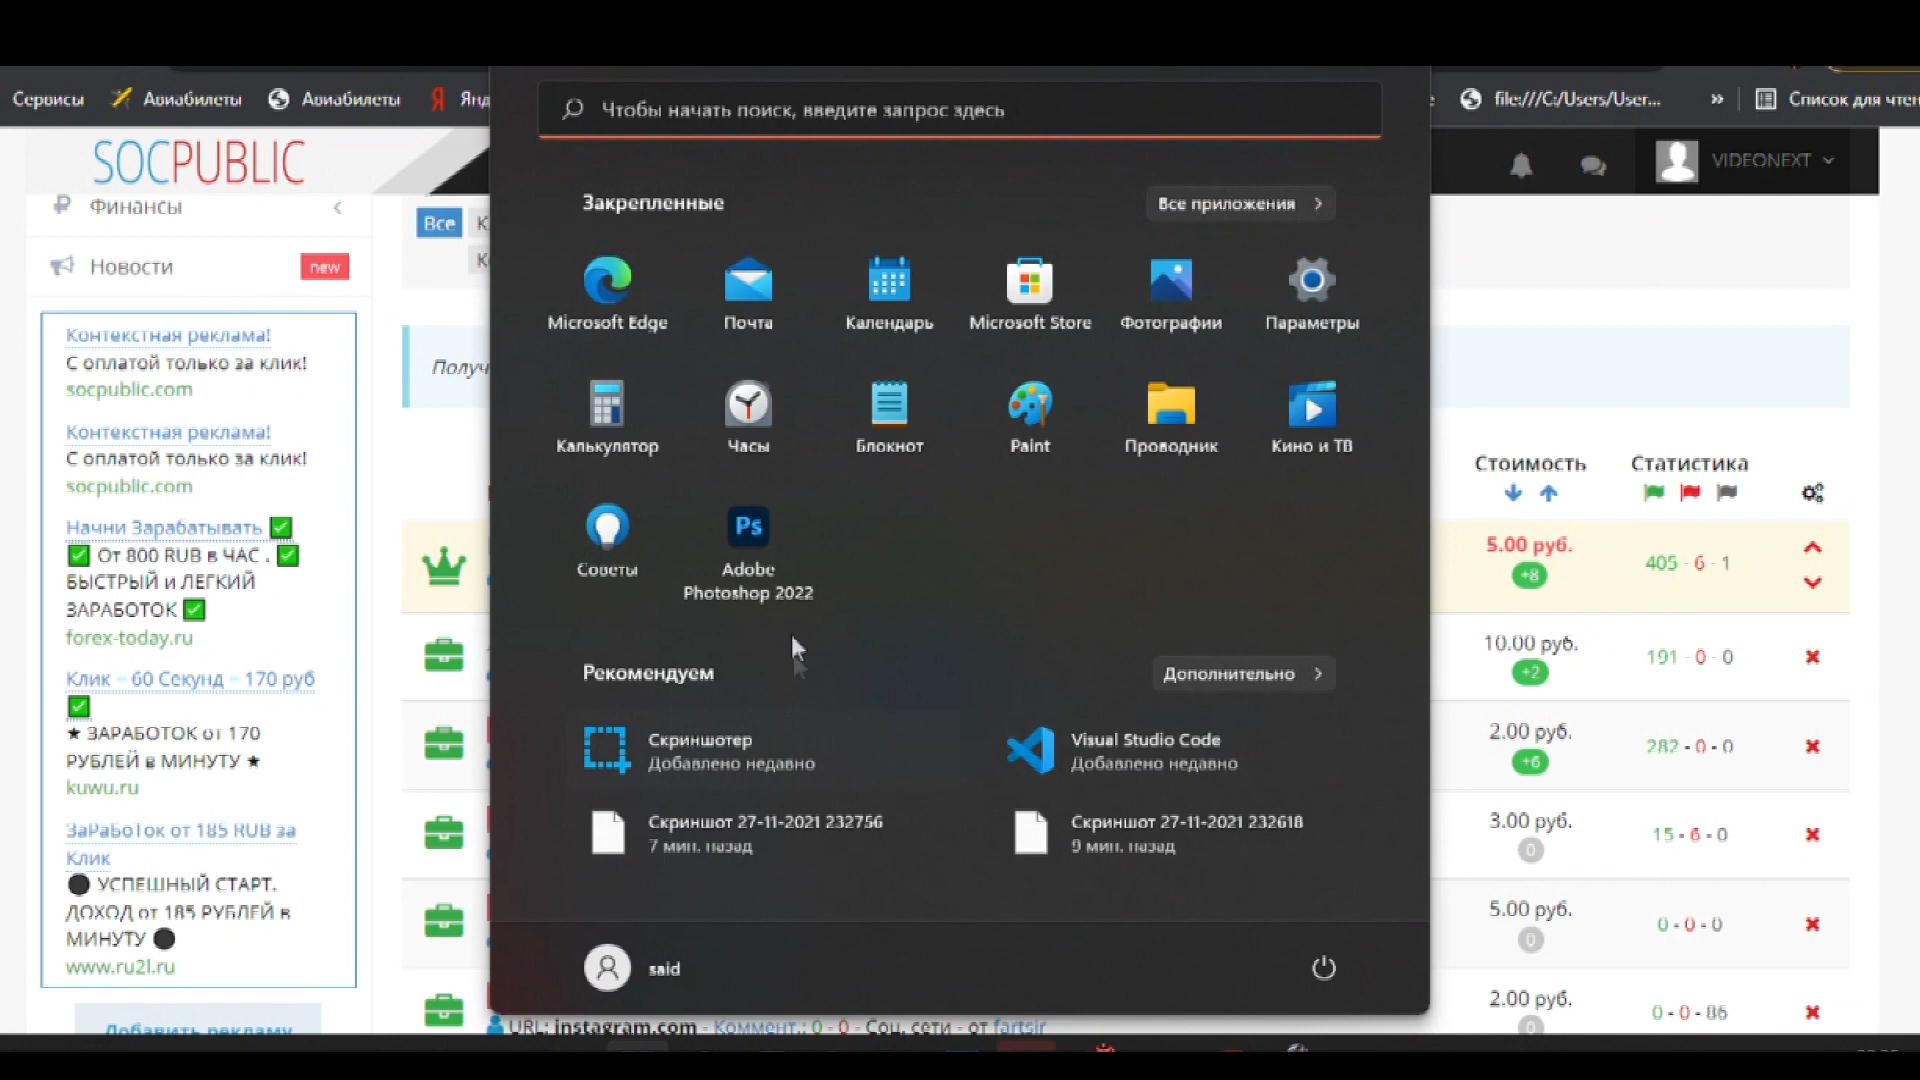 Сервисы
Авиабилеты
Авиабилеты
file:///C:/Users/User...
»
SOCPUBLIC
VIDEONEXT
Финансы
Новости
new
Контекстная реклама!
С оплатой только за клик!
socpublic.com
Контекстная реклама!
С оплатой только за клик!
socpublic.com
Начни Зарабатывать ✅
✅ От 800 RUB в ЧАС . ✅
БЫСТРЫЙ и ЛЕГКИЙ
ЗАРАБОТОК ✅
forex-today.ru
Клик - 60 Секунд - 170 руб
✅
★ ЗАРАБОТОК от 170
РУБЛЕЙ в МИНУТУ ★
kuwu.ru
ЗаРаБоТок от 185 RUB за
Клик
⚫ УСПЕШНЫЙ СТАРТ.
ДОХОД от 185 РУБЛЕЙ в
МИНУТУ ⚫
www.ru2l.ru
Добавить рекламу
Все
Чтобы начать поиск, введите запрос здесь
Закрепленные
Все приложения
Microsoft Edge
Почта
Календарь
Microsoft Store
Фотографии
Параметры
Калькулятор
Часы
Блокнот
Paint
Проводник
Кино и ТВ
Советы
Ps
Adobe
Photoshop 2022
Рекомендуем
Дополнительно
Скриншотер
Добавлено недавно
Visual Studio Code
Добавлено недавно
Скриншот 27-11-2021 232756
7 мин. назад
Скриншот 27-11-2021 232618
9 мин. назад
said
URL: instagram.com - Коммент.: 0 - 0 - Соц. сети - от fartsir
Стоимость
Статистика
5.00 руб.
+8
405 - 6 - 1
10.00 руб.
+2
191 - 0 - 0
2.00 руб.
+6
282 - 0 - 0
3.00 руб.
0
15 - 6 - 0
5.00 руб.
0
0 - 0 - 0
2.00 руб.
0
0 - 0 - 86